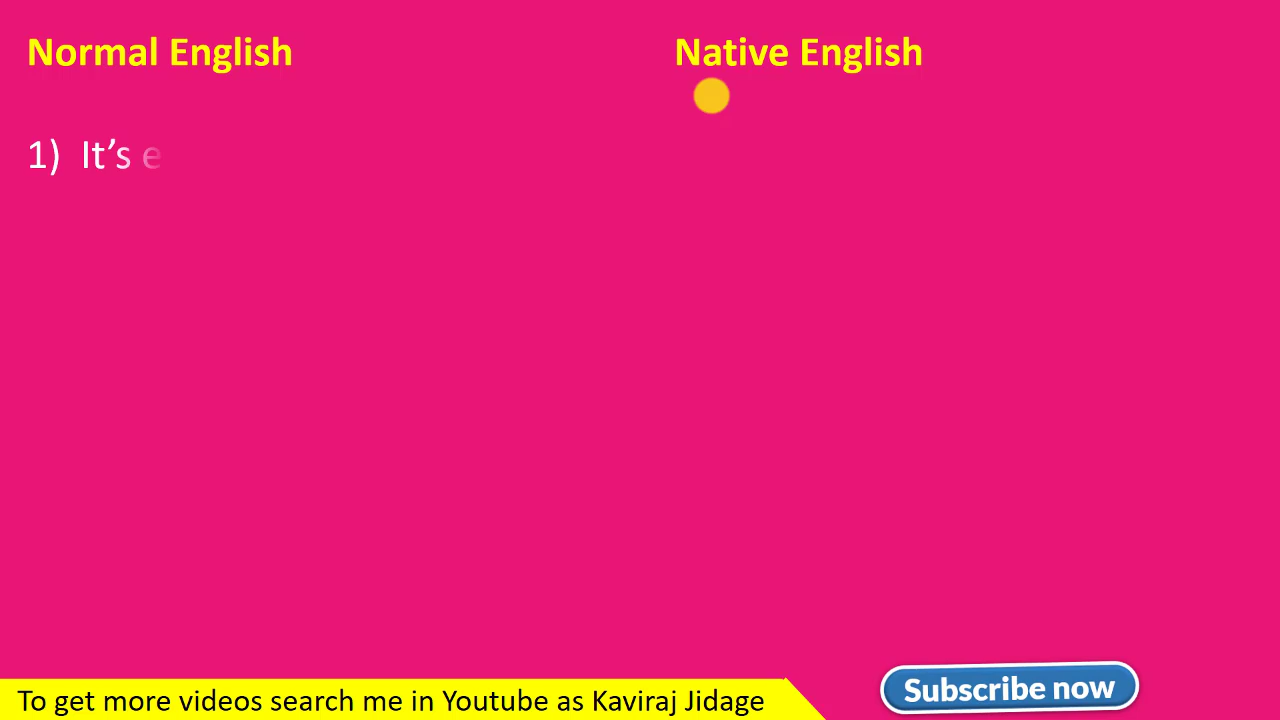 Normal English
Native English
1) It’s e
To get more videos search me in Youtube as Kaviraj Jidage
Subscribe now